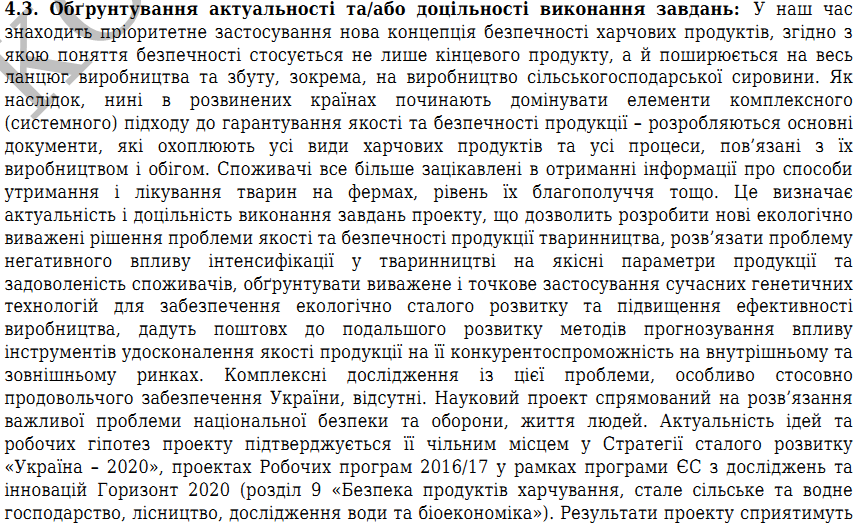 4.3. Обґрунтування актуальності та/або доцільності виконання завдань: У наш час
знаходить пріоритетне застосування нова концепція безпечності харчових продуктів, згідно з
якою поняття безпечності стосується не лише кінцевого продукту, а й поширюється на весь
ланцюг виробництва та збуту, зокрема, на виробництво сільськогосподарської сировини. Як
наслідок, нині в розвинених країнах починають домінувати елементи комплексного
(системного) підходу до гарантування якості та безпечності продукції – розробляються основні
документи, які охоплюють усі види харчових продуктів та усі процеси, пов’язані з їх
виробництвом і обігом. Споживачі все більше зацікавлені в отриманні інформації про способи
утримання і лікування тварин на фермах, рівень їх благополуччя тощо. Це визначає
актуальність і доцільність виконання завдань проекту, що дозволить розробити нові екологічно
виважені рішення проблеми якості та безпечності продукції тваринництва, розв’язати проблему
негативного впливу інтенсифікації у тваринництві на якісні параметри продукції та
задоволеність споживачів, обґрунтувати виважене і точкове застосування сучасних генетичних
технологій для забезпечення екологічно сталого розвитку та підвищення ефективності
виробництва, дадуть поштовх до подальшого розвитку методів прогнозування впливу
інструментів удосконалення якості продукції на її конкурентоспроможність на внутрішньому та
зовнішньому ринках. Комплексні дослідження із цієї проблеми, особливо стосовно
продовольчого забезпечення України, відсутні. Науковий проект спрямований на розв’язання
важливої проблеми національної безпеки та оборони, життя людей. Актуальність ідей та
робочих гіпотез проекту підтверджується її чільним місцем у Стратегії сталого розвитку
«Україна – 2020», проектах Робочих програм 2016/17 у рамках програми ЄС з досліджень та
інновацій Горизонт 2020 (розділ 9 «Безпека продуктів харчування, стале сільське та водне
господарство, лісництво, дослідження води та біоекономіка»). Результати проекту сприятимуть